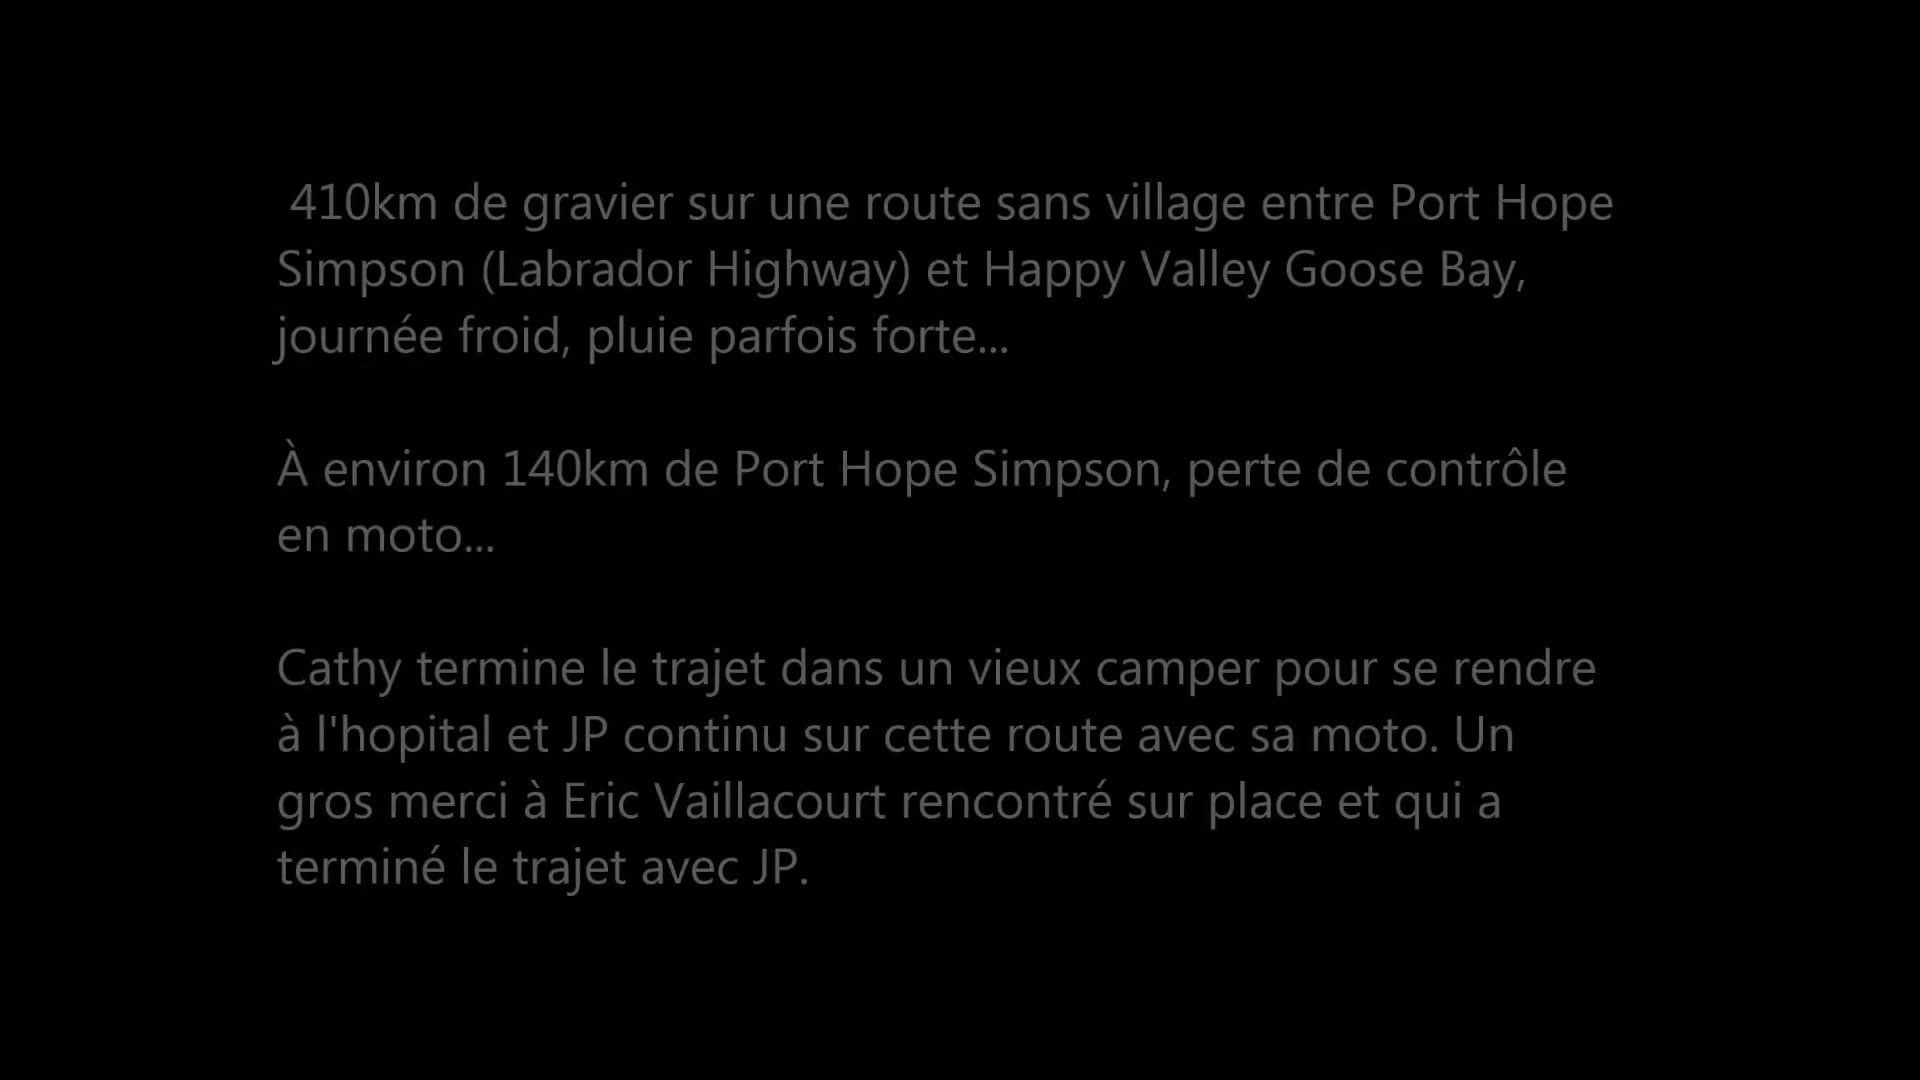 410km de gravier sur une route sans village entre Port Hope
Simpson (Labrador Highway) et Happy Valley Goose Bay,
journée froid, pluie parfois forte...
À environ 140km de Port Hope Simpson, perte de contrôle
en moto...
Cathy termine le trajet dans un vieux camper pour se rendre
à l'hopital et JP continu sur cette route avec sa moto. Un
gros merci à Eric Vaillacourt rencontré sur place et qui a
terminé le trajet avec JP.